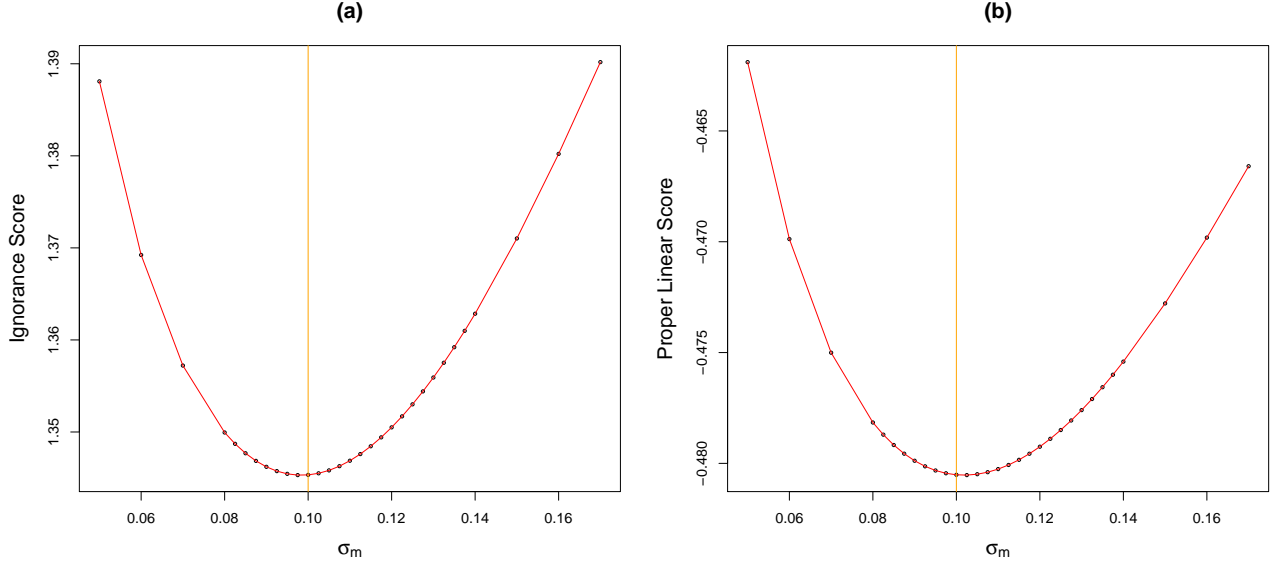 (a)
Ignorance Score
1.39
1.38
1.37
1.36
1.35
0.06 0.08 0.10 0.12 0.14 0.16
σm
(b)
Proper Linear Score
−0.465
−0.470
−0.475
−0.480
0.06 0.08 0.10 0.12 0.14 0.16
σm